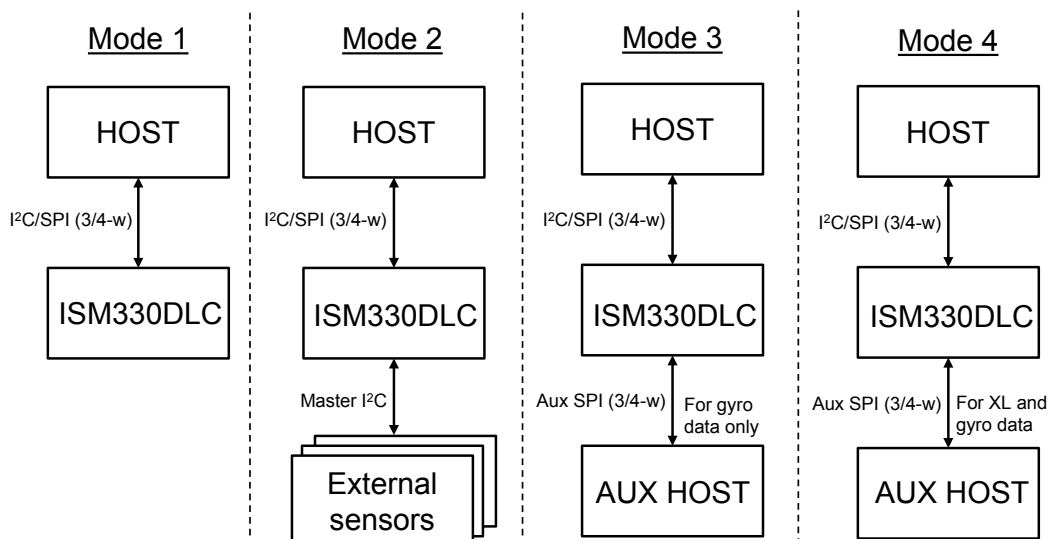 Mode 1
HOST
I²C/SPI (3/4-w)
ISM330DLC
Mode 2
HOST
I²C/SPI (3/4-w)
ISM330DLC
Master I²C
External
sensors
Mode 3
HOST
I²C/SPI (3/4-w)
ISM330DLC
Aux SPI (3/4-w)
For gyro
data only
AUX HOST
Mode 4
HOST
I²C/SPI (3/4-w)
ISM330DLC
Aux SPI (3/4-w)
For XL and
gyro data
AUX HOST